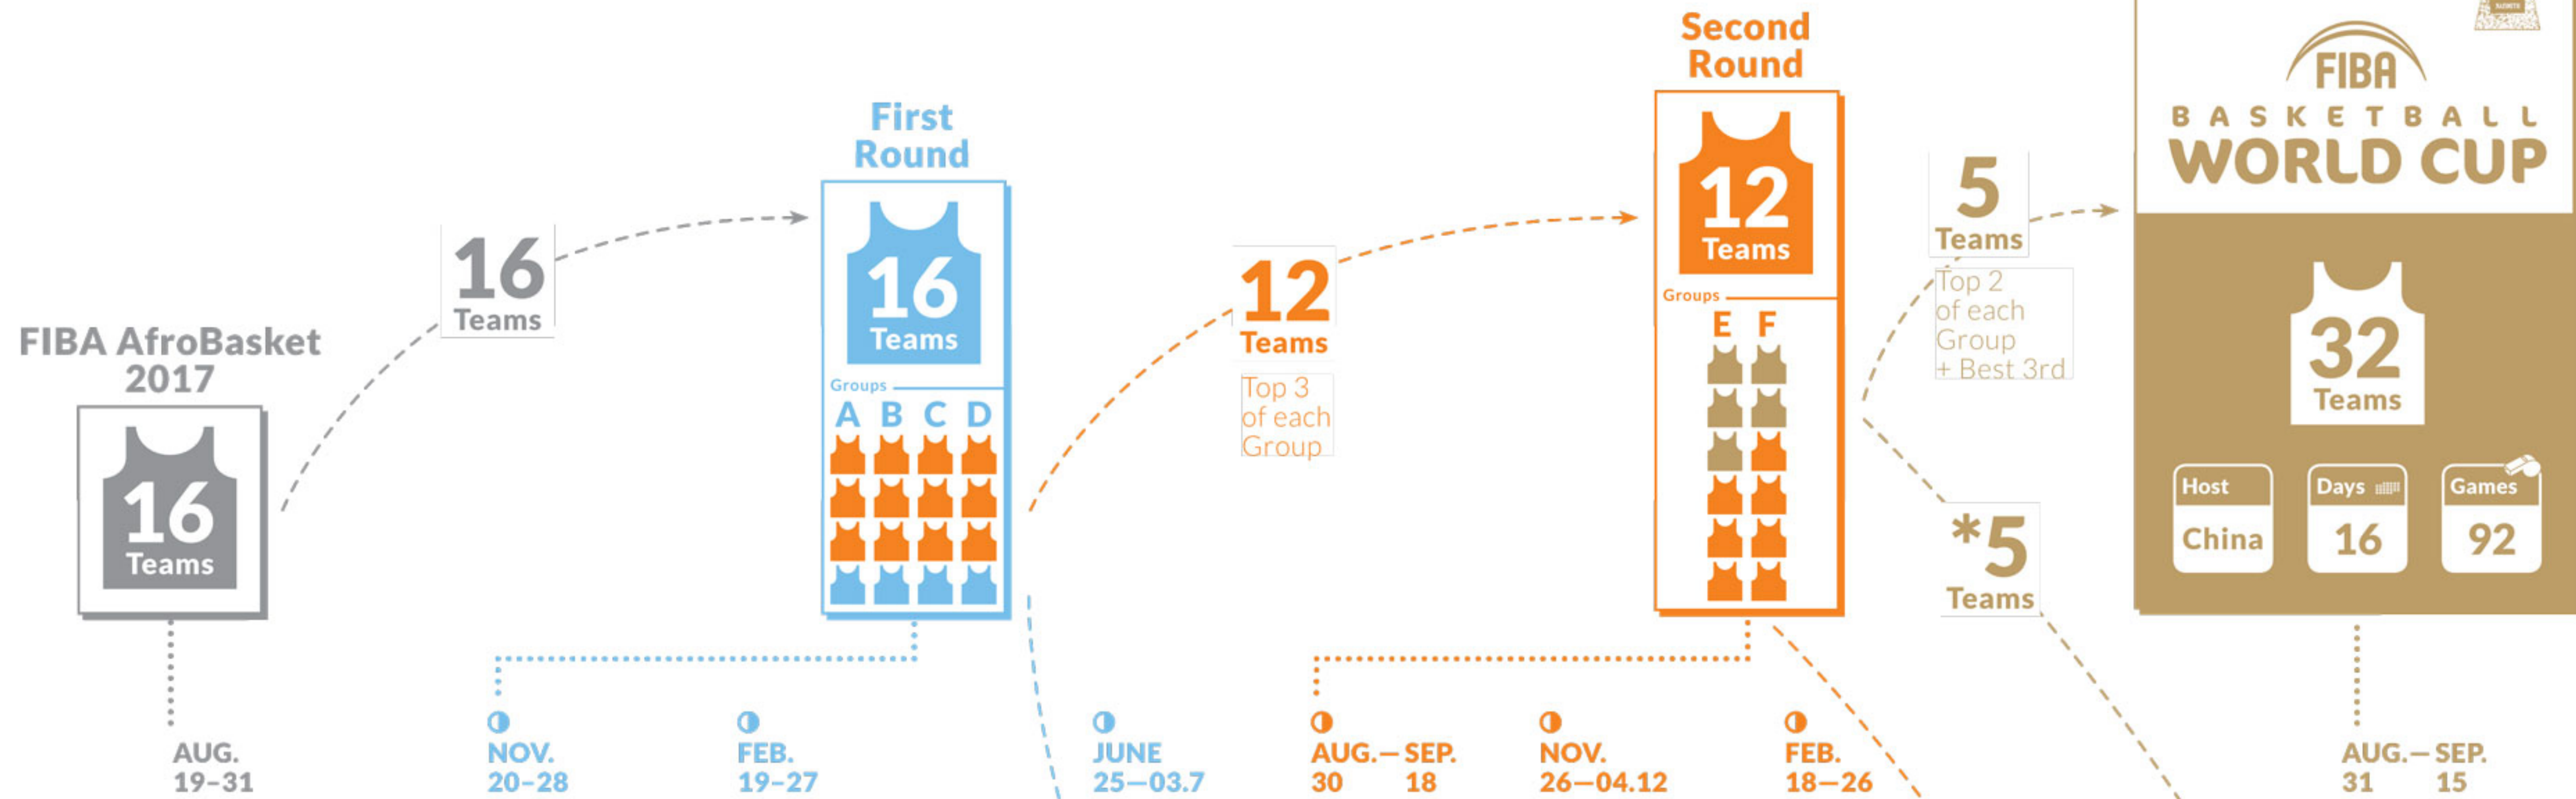 FIBA AfroBasket
2017
16
Teams
AUG.
19–31
16
Teams
First
Round
16
Teams
Groups
A B C D
NOV.
20–28
FEB.
19–27
JUNE
25—03.7
12
Teams
Top 3
of each
Group
Second
Round
12
Teams
Groups
E F
AUG.— SEP.
30 18
NOV.
26—04.12
FEB.
18—26
5
Teams
Top 2
of each
Group
+ Best 3rd
*5
Teams
FIBA
BASKETBALL
WORLD CUP
32
Teams
Host
China
Days
16
Games
92
AUG.— SEP.
31 15